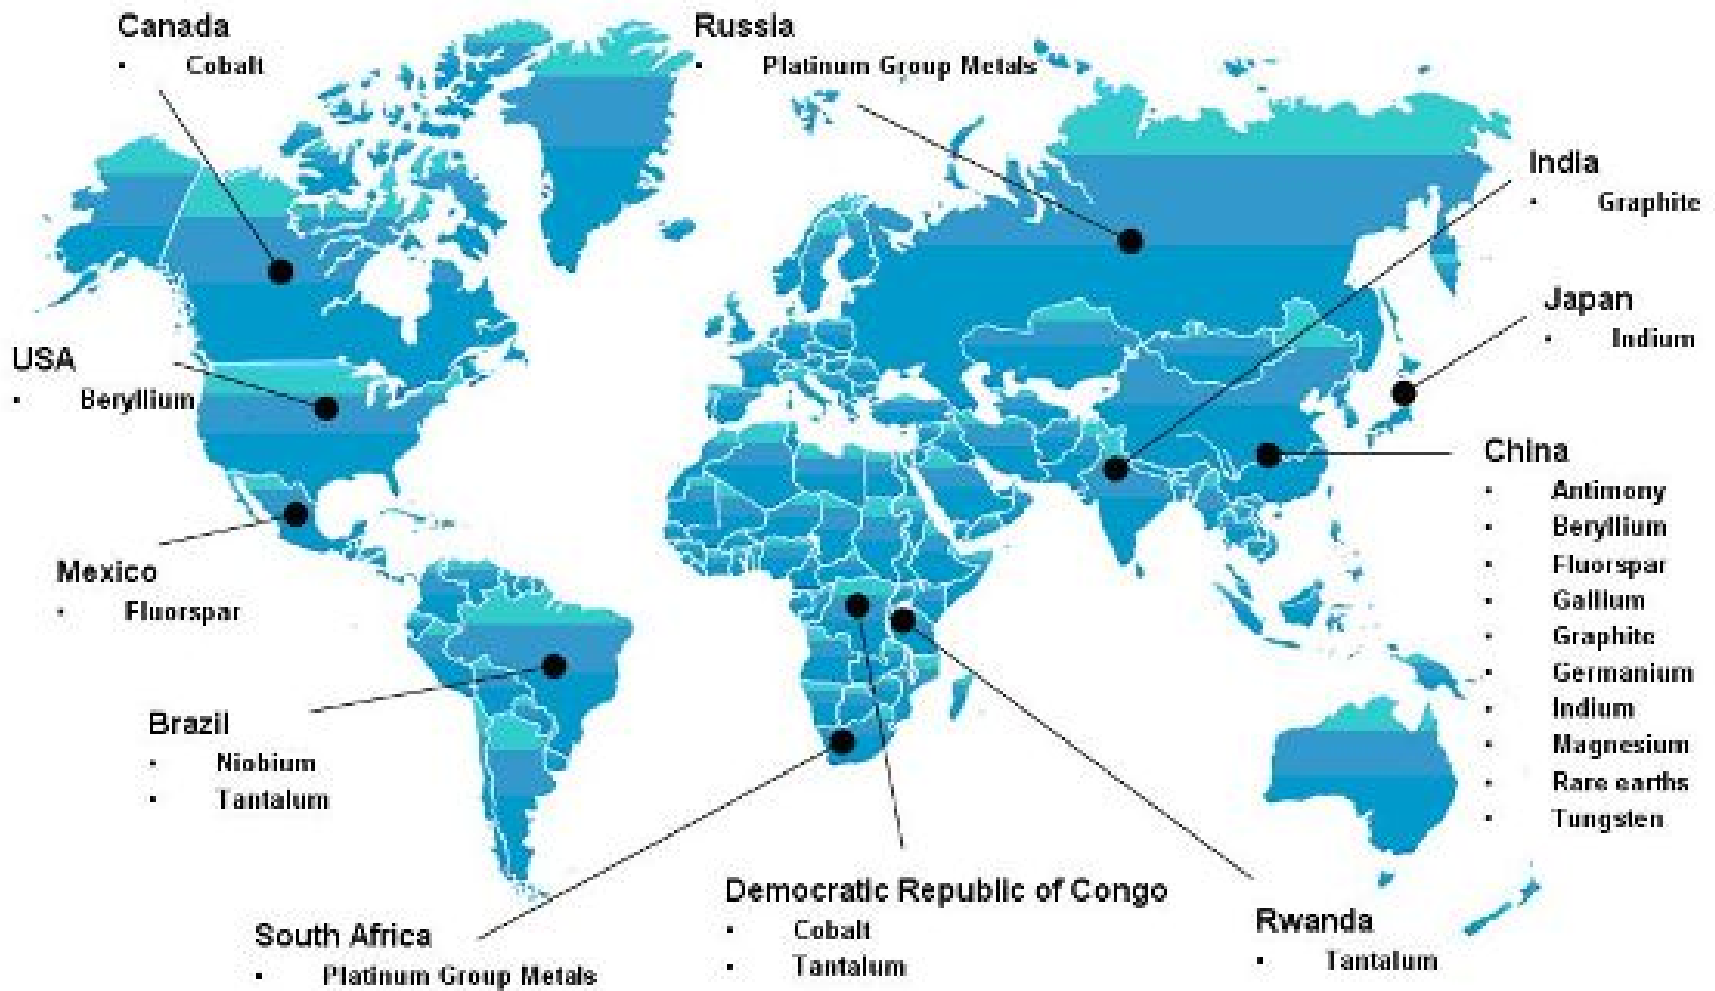 Canada
• Cobalt
Russia
• Platinum Group Metals
India
• Graphite
Japan
• Indium
USA
• Beryllium
China
• Antimony
• Beryllium
• Fluorspar
• Gallium
• Graphite
• Germanium
• Indium
• Magnesium
• Rare earths
• Tungsten
Mexico
• Fluorspar
Brazil
• Niobium
• Tantalum
South Africa
• Platinum Group Metals
Democratic Republic of Congo
• Cobalt
• Tantalum
Rwanda
• Tantalum